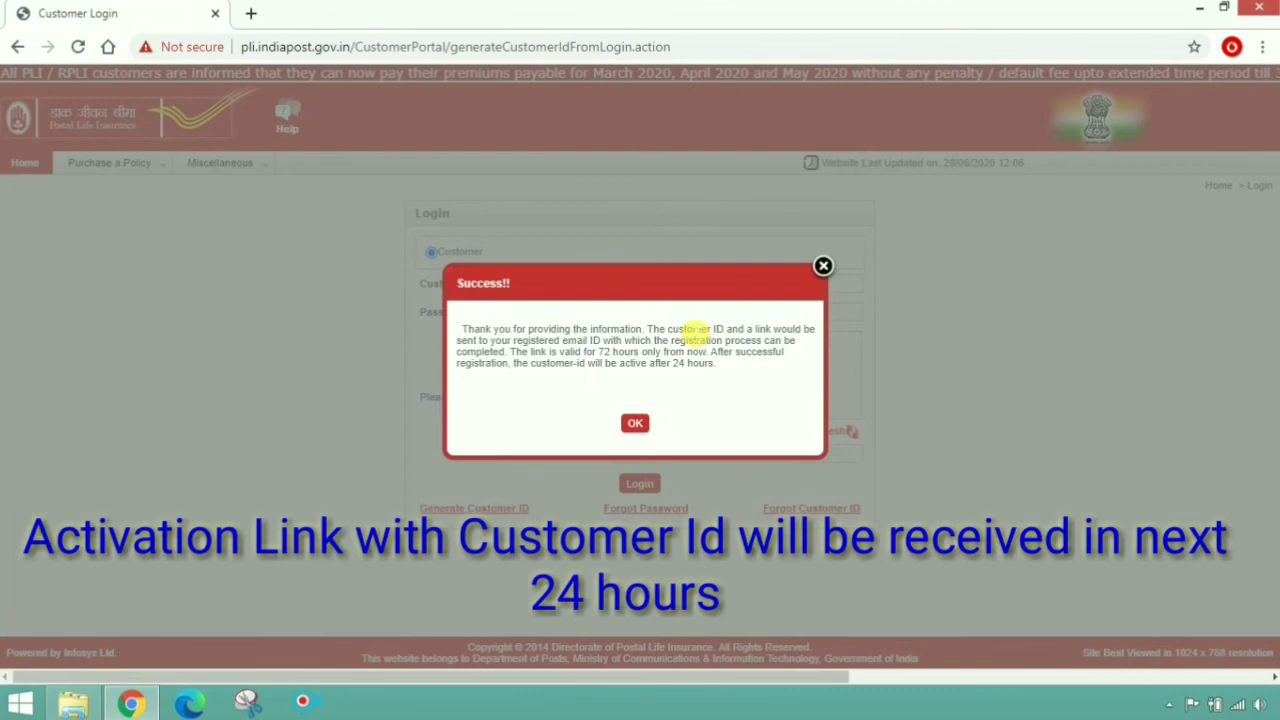 Customer Login
Not secure
pli.indiapost.gov.in/CustomerPortal/generateCustomerIdFromLogin.action
All PLI / RPLI customers are informed that they can now pay their premiums payable for March 2020, April 2020 and May 2020 without any penalty / default fee upto extended time period till
डाक जीवन बीमा
Postal Life Insurance
Help
Home Purchase a Policy Miscellaneous Website Last Updated on: 28/06/2020 12:06
Home » Login
Login
Customer
Success!!
Thank you for providing the information. The customer ID and a link would be
sent to your registered email ID with which the registration process can be
completed. The link is valid for 72 hours only from now. After successful
registration, the customer-id will be active after 24 hours.
OK
Login
Generate Customer ID Forgot Password Forgot Customer ID
Activation Link with Customer Id will be received in next
24 hours
Powered by Infosys Ltd.
Copyright © 2014 Directorate of Postal Life Insurance. All Rights Reserved.
This website belongs to Department of Posts, Ministry of Communications & Information Technology, Government of India
Site Best Viewed in 1024 x 768 resolution